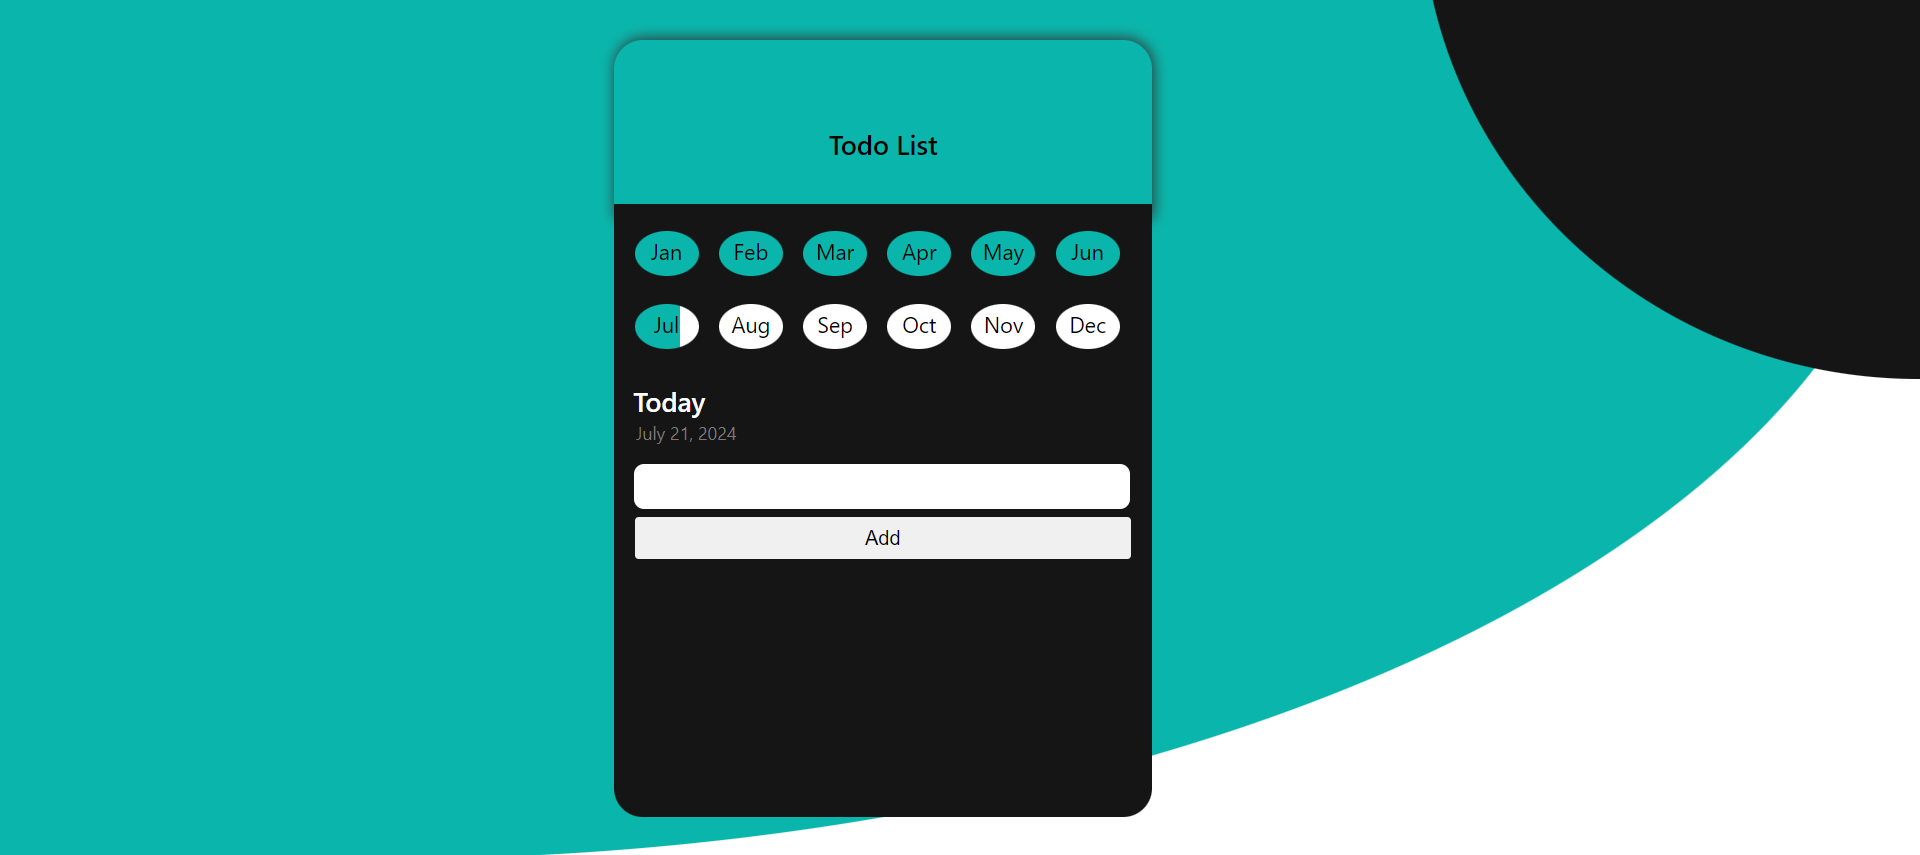 Todo List
Jan Feb Mar Apr May Jun
Jul Aug Sep Oct Nov Dec
Today
July 21, 2024
Add